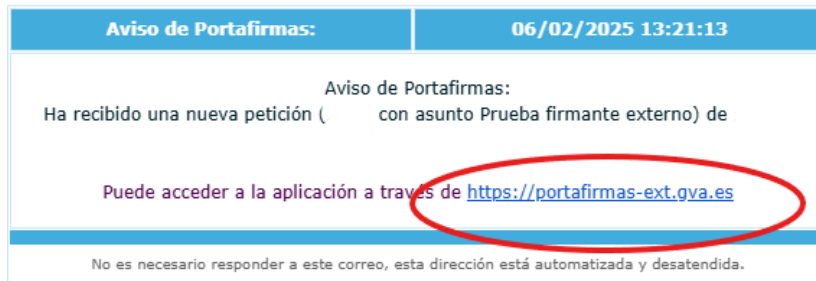 Aviso de Portafirmas: 06/02/2025 13:21:13
Aviso de Portafirmas:
Ha recibido una nueva petición ( con asunto Prueba firmante externo) de
Puede acceder a la aplicación a través de https://portafirmas-ext.gva.es
No es necesario responder a este correo, esta dirección está automatizada y desatendida.